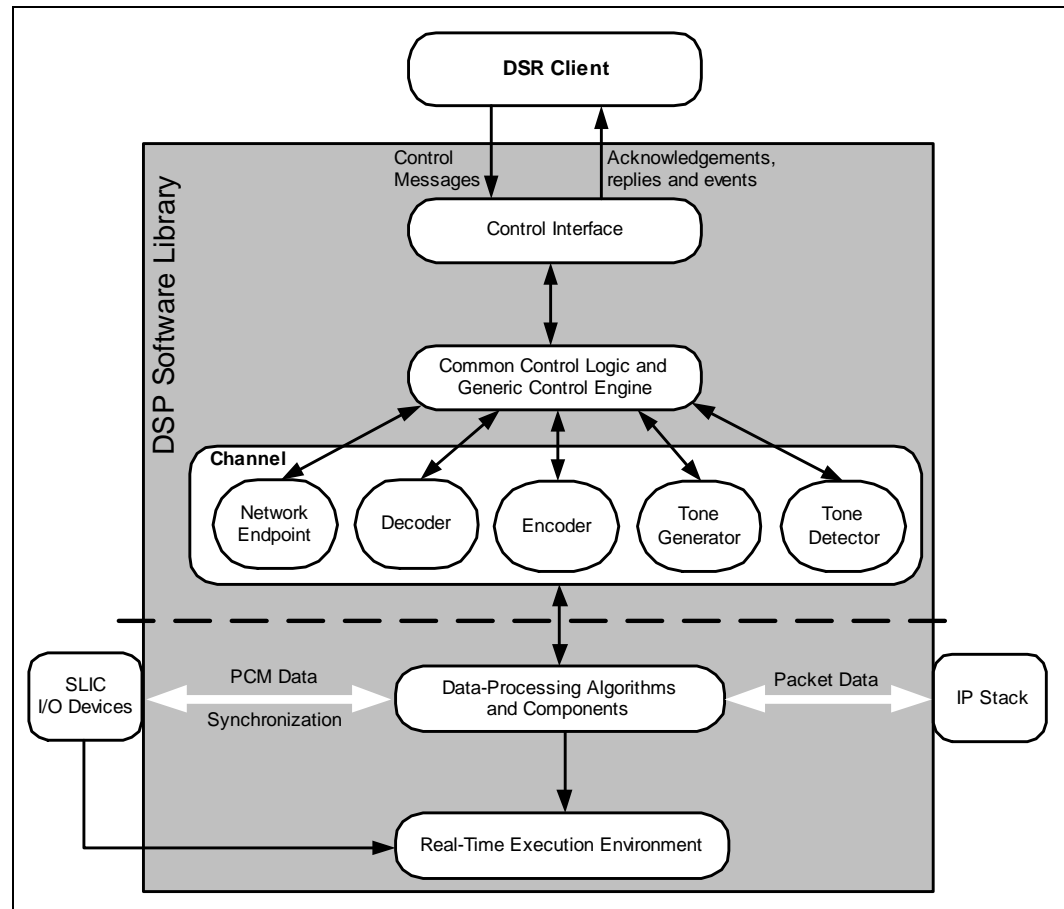 DSR Client
Control
Messages
Acknowledgements,
replies and events
DSP Software Library
Control Interface
Common Control Logic and
Generic Control Engine
Channel
Network
Endpoint
Decoder
Encoder
Tone
Generator
Tone
Detector
SLIC
I/O Devices
PCM Data
Synchronization
Data-Processing Algorithms
and Components
Packet Data
IP Stack
Real-Time Execution Environment